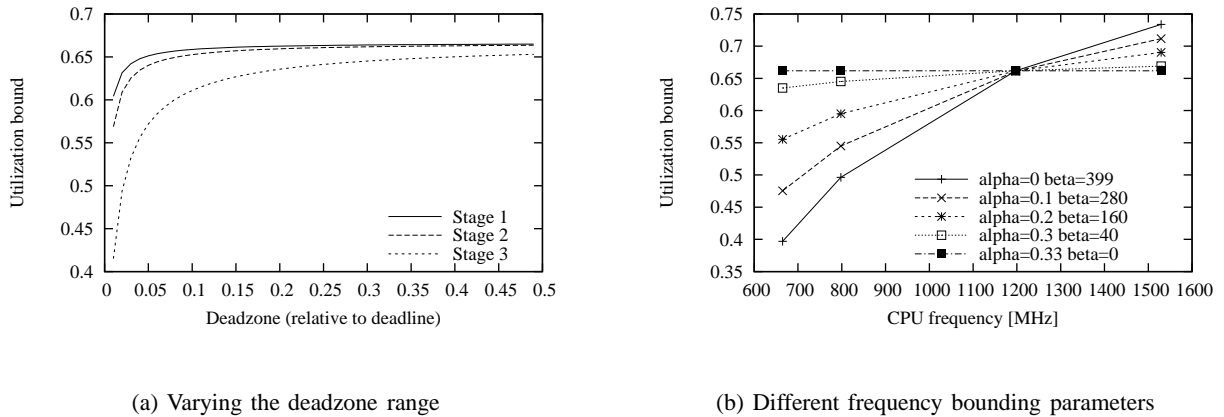 0.7
0.65
0.6
0.55
0.5
0.45
0.4
Utilization bound
Stage 1
Stage 2
Stage 3
0 0.05 0.1 0.15 0.2 0.25 0.3 0.35 0.4 0.45 0.5
Deadzone (relative to deadline)
(a) Varying the deadzone range
0.75
0.7
0.65
0.6
0.55
0.5
0.45
0.4
0.35
Utilization bound
alpha=0 beta=399
alpha=0.1 beta=280
alpha=0.2 beta=160
alpha=0.3 beta=40
alpha=0.33 beta=0
600 700 800 900 1000 1100 1200 1300 1400 1500 1600
CPU frequency [MHz]
(b) Different frequency bounding parameters